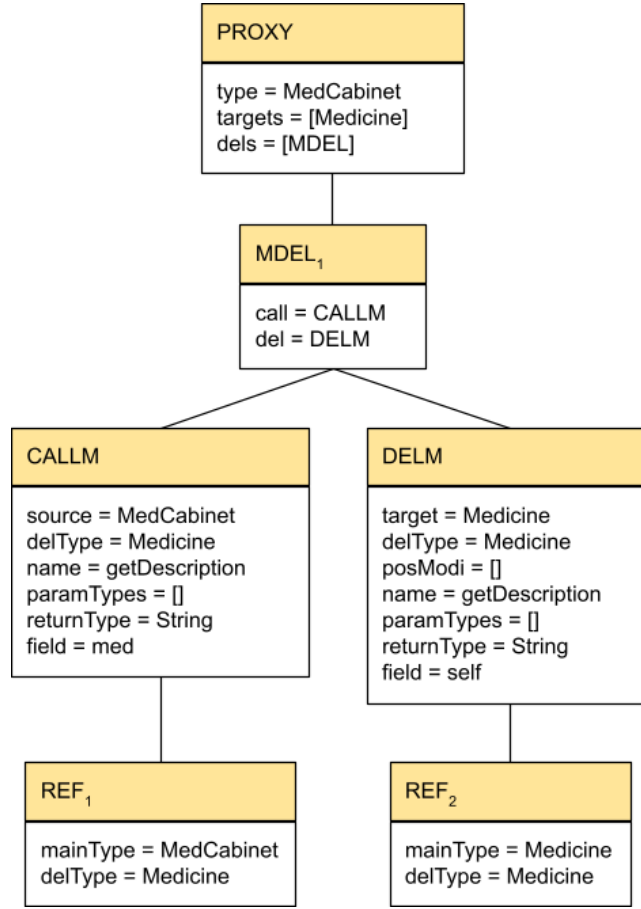 PROXY
type = MedCabinet
targets = [Medicine]
dels = [MDEL]
MDEL₁
call = CALLM
del = DELM
CALLM
source = MedCabinet
delType = Medicine
name = getDescription
paramTypes = []
returnType = String
field = med
DELM
target = Medicine
delType = Medicine
posModi = []
name = getDescription
paramTypes = []
returnType = String
field = self
REF₁
mainType = MedCabinet
delType = Medicine
REF₂
mainType = Medicine
delType = Medicine